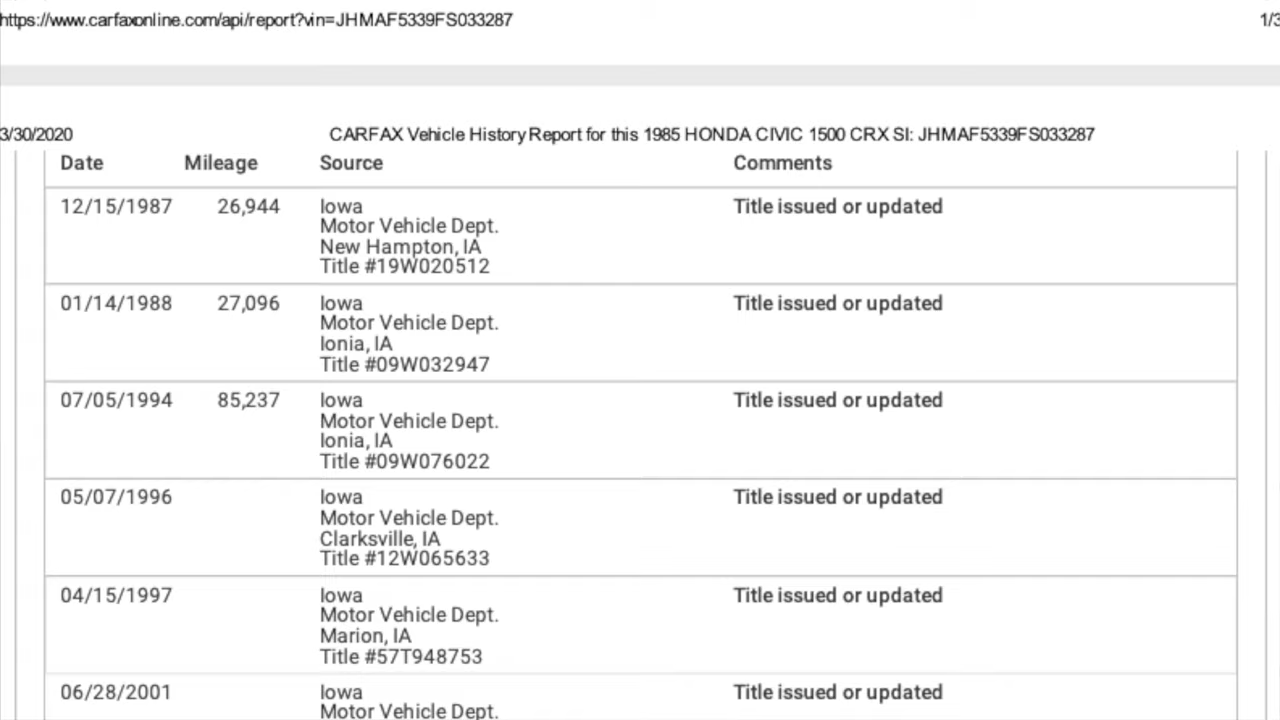 https://www.carfaxonline.com/api/report?vin=JHMAF5339FS033287 1/3
3/30/2020 CARFAX Vehicle History Report for this 1985 HONDA CIVIC 1500 CRX SI: JHMAF5339FS033287
Date Mileage Source Comments
12/15/1987 26,944 Iowa Title issued or updated
Motor Vehicle Dept.
New Hampton, IA
Title #19W020512
01/14/1988 27,096 Iowa Title issued or updated
Motor Vehicle Dept.
Ionia, IA
Title #09W032947
07/05/1994 85,237 Iowa Title issued or updated
Motor Vehicle Dept.
Ionia, IA
Title #09W076022
05/07/1996 Iowa Title issued or updated
Motor Vehicle Dept.
Clarksville, IA
Title #12W065633
04/15/1997 Iowa Title issued or updated
Motor Vehicle Dept.
Marion, IA
Title #57T948753
06/28/2001 Iowa Title issued or updated
Motor Vehicle Dept.